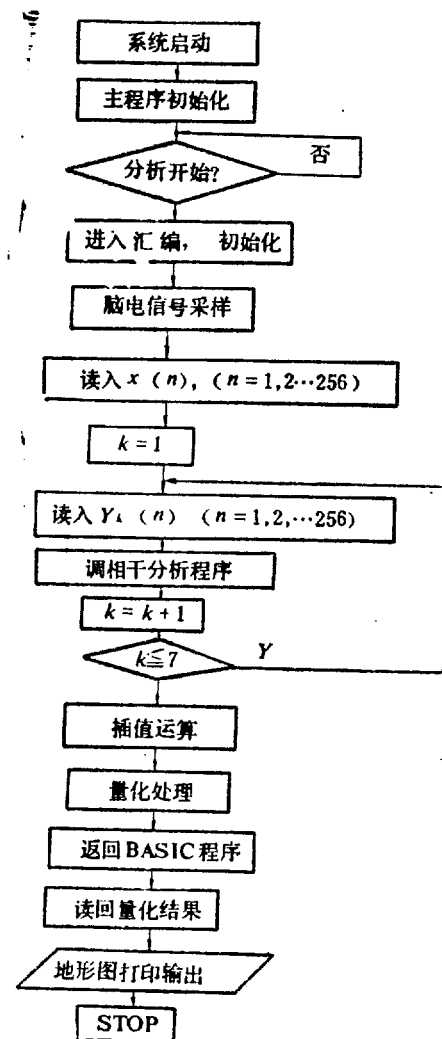 系统启动
主程序初始化
分析开始?
否
进入汇编， 初始化
脑电信号采样
读入 x (n), (n=1,2…256)
k=1
读入 Yₖ (n) (n=1,2,…256)
调相干分析程序
k=k+1
k≦7
Y
插值运算
量化处理
返回BASIC程序
读回量化结果
地形图打印输出
STOP